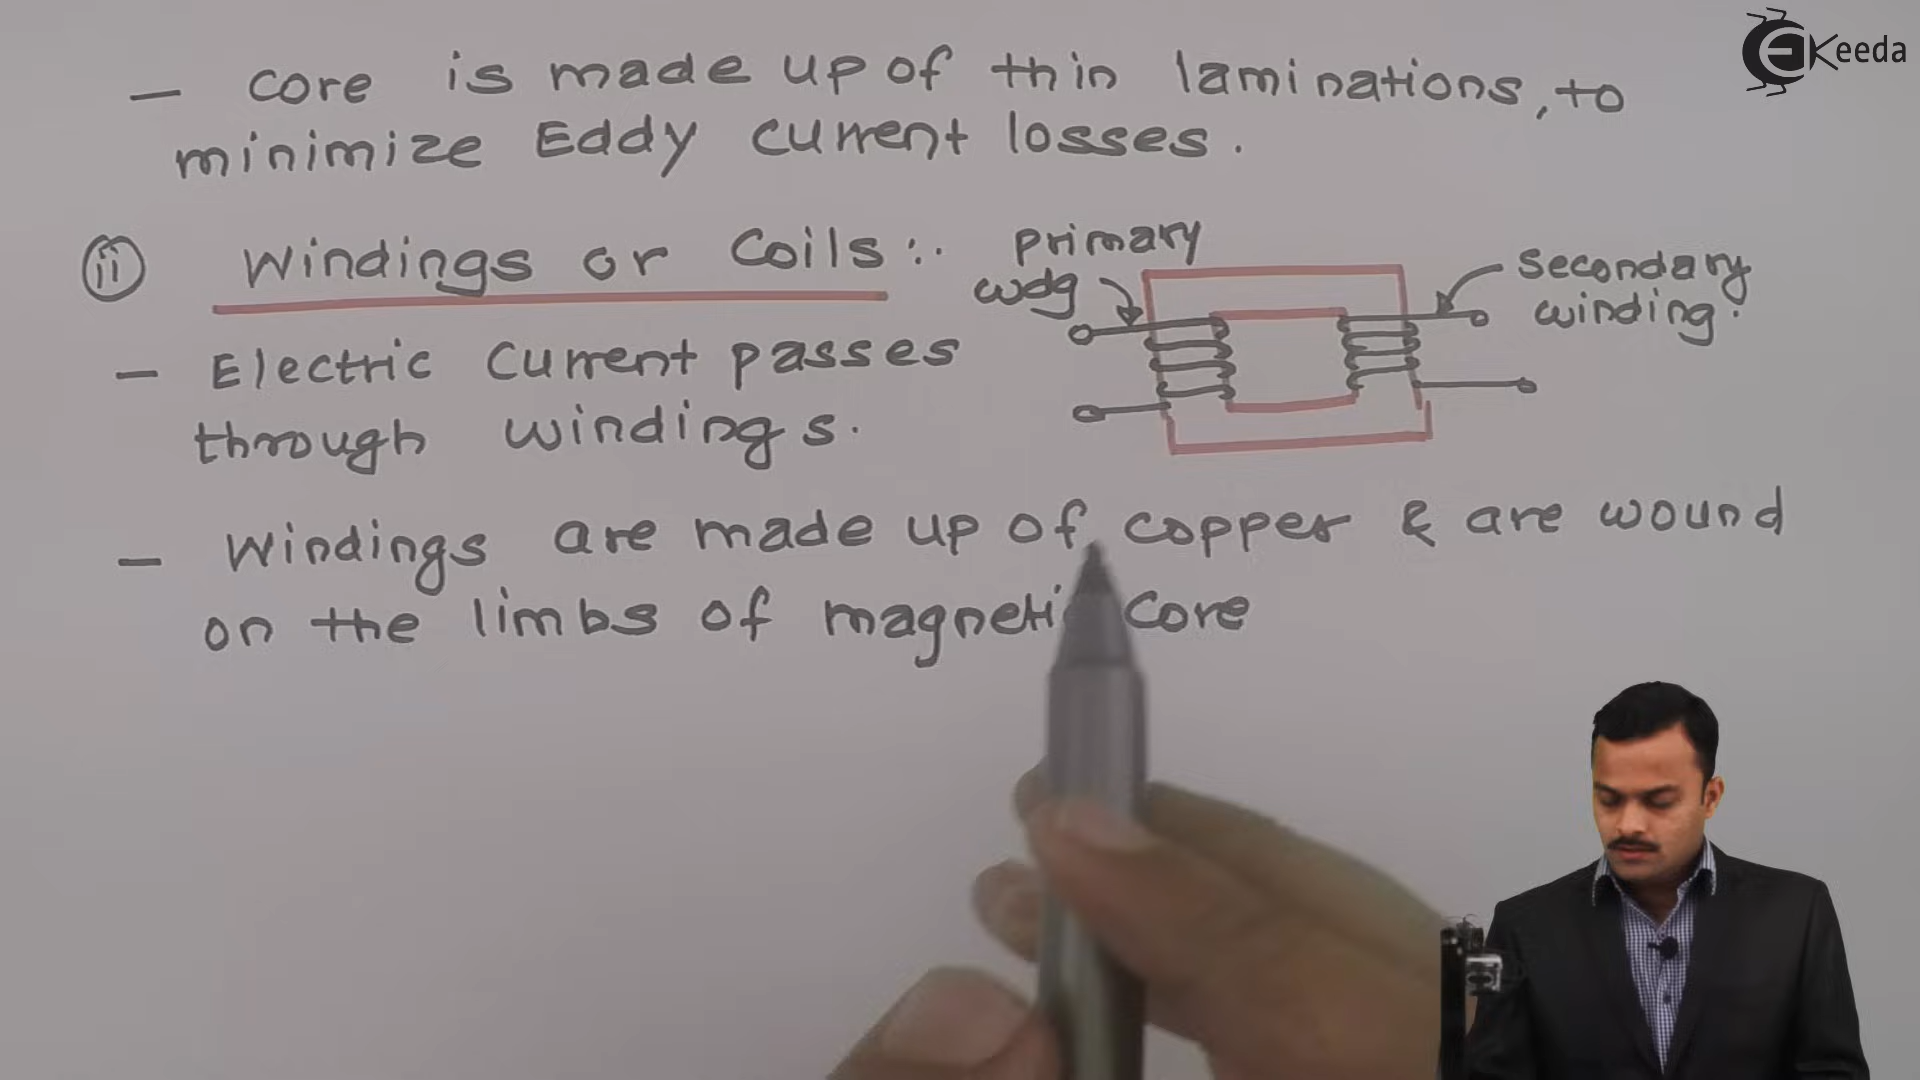 EKeeda
- core is made up of thin laminations, to
minimize Eddy current losses.
(ii) Windings or Coils :-
- Electric current passes
through windings.
primary
wdg
secondary
winding.
- Windings are made up of copper & are wound
on the limbs of magnetic core